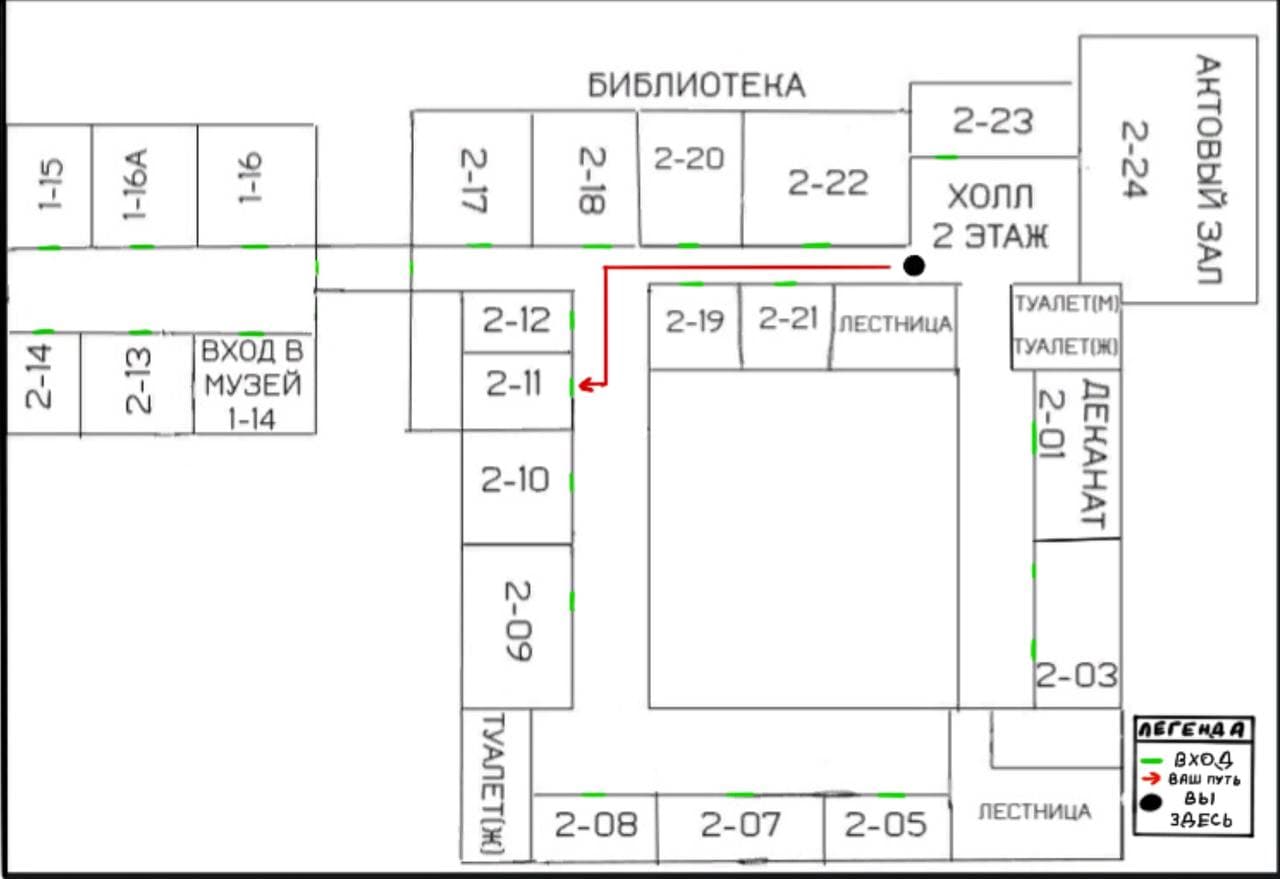 БИБЛИОТЕКА
2-23
АКТОВЫЙ ЗАЛ
2-24
1-15
1-16А
1-16
2-17
2-18
2-20
2-22
ХОЛЛ
2 ЭТАЖ
2-12
2-19
2-21
ЛЕСТНИЦА
ТУАЛЕТ(М)
ТУАЛЕТ(Ж)
2-14
2-13
ВХОД В
МУЗЕЙ
1-14
2-11
2-10
2-01
ДЕКАНАТ
2-09
2-03
ТУАЛЕТ(Ж)
2-08
2-07
2-05
ЛЕСТНИЦА
ЛЕГЕНДА
ВХОД
ВАШ ПУТЬ
ВЫ
ЗДЕСЬ